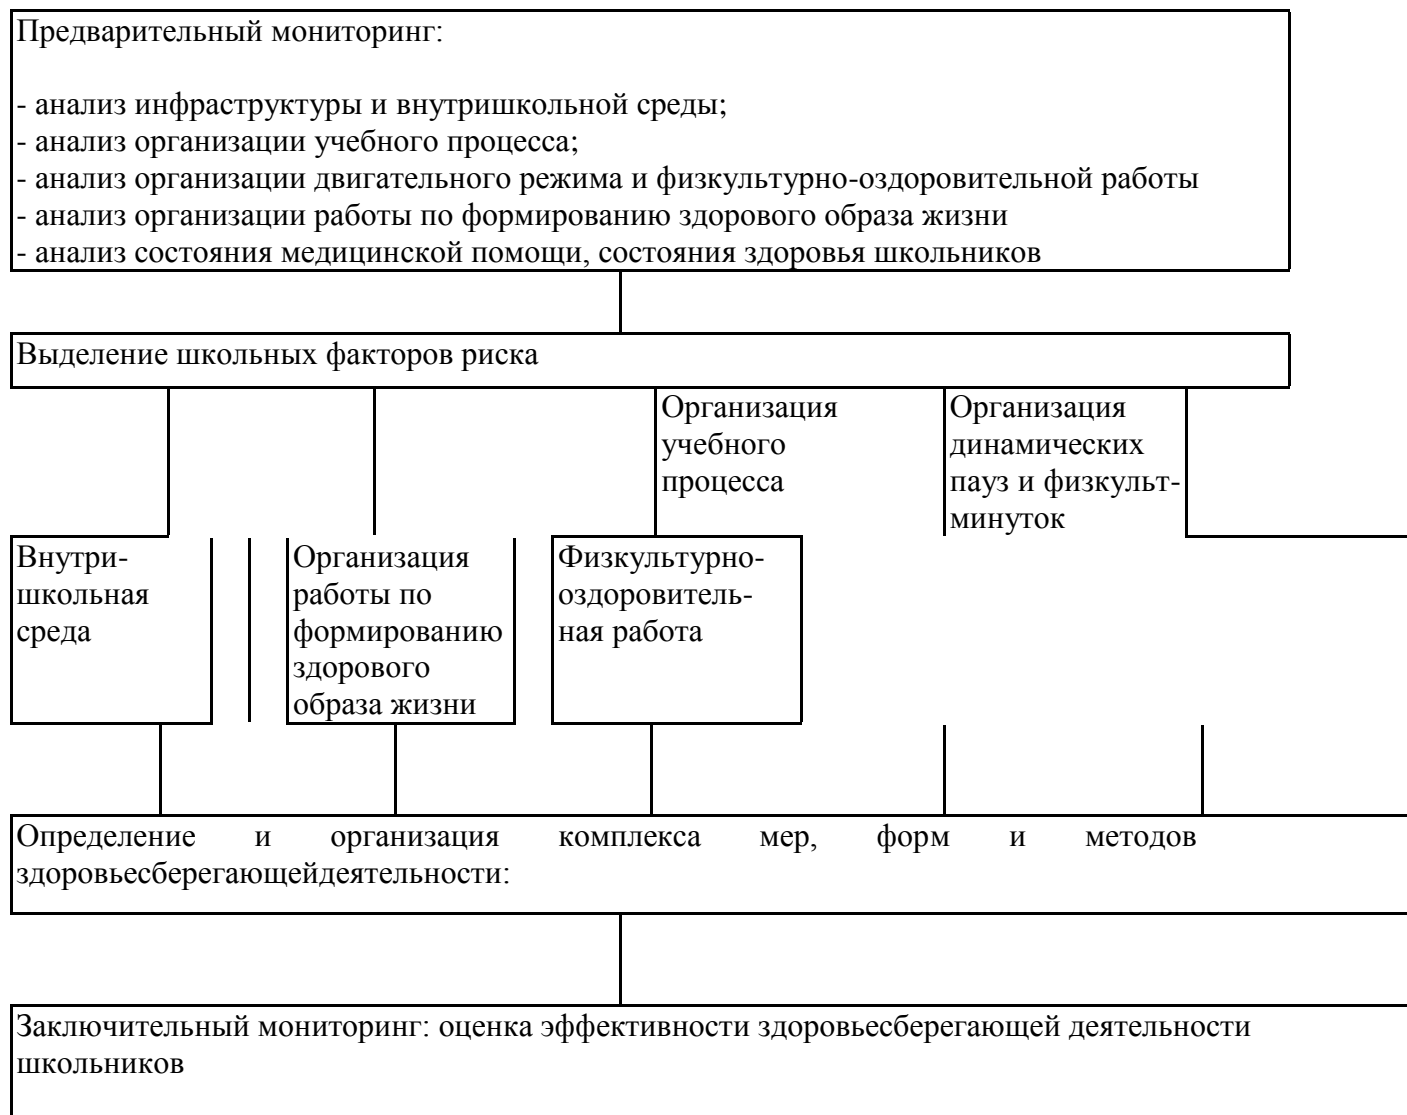 Предварительный мониторинг:
- анализ инфраструктуры и внутришкольной среды;
- анализ организации учебного процесса;
- анализ организации двигательного режима и физкультурно-оздоровительной работы
- анализ организации работы по формированию здорового образа жизни
- анализ состояния медицинской помощи, состояния здоровья школьников
Выделение школьных факторов риска
Организация
учебного
процесса
Организация
динамических
пауз и физкульт-
минуток
Внутри-
школьная
среда
Организация
работы по
формированию
здорового
образа жизни
Физкультурно-
оздоровитель-
ная работа
Определение и организация комплекса мер, форм и методов
здоровьесберегающейдеятельности:
Заключительный мониторинг: оценка эффективности здоровьесберегающей деятельности
школьников